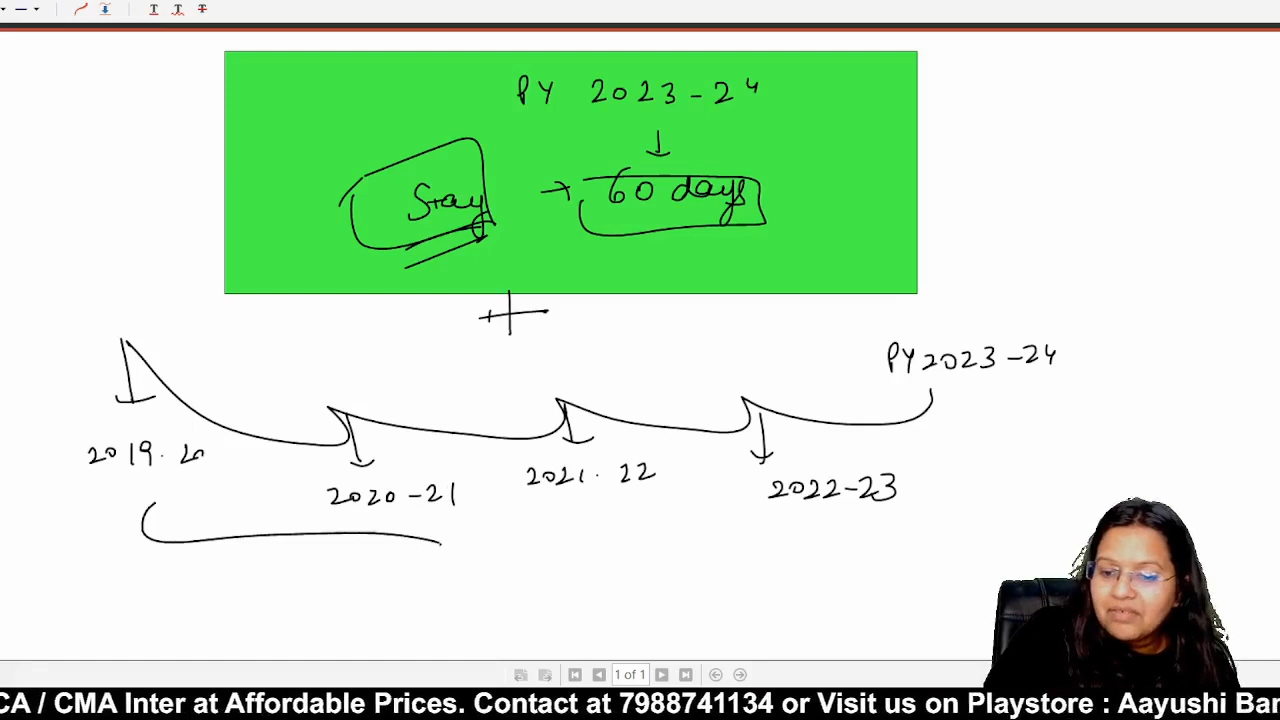 PY 2023-24
Stay → 60 days
+
PY 2023-24
2019-20
2020-21
2021-22
2022-23
1 of 1
CA / CMA Inter at Affordable Prices. Contact at 7988741134 or Visit us on Playstore : Aayushi Ban